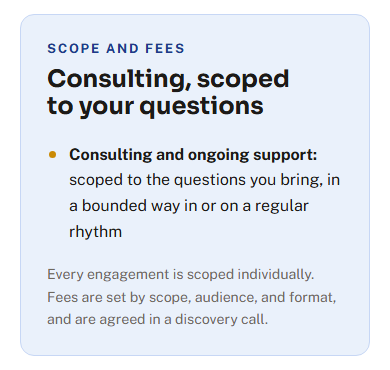 SCOPE AND FEES
Consulting, scoped
to your questions
Consulting and ongoing support:
scoped to the questions you bring, in
a bounded way in or on a regular
rhythm
Every engagement is scoped individually.
Fees are set by scope, audience, and format,
and are agreed in a discovery call.